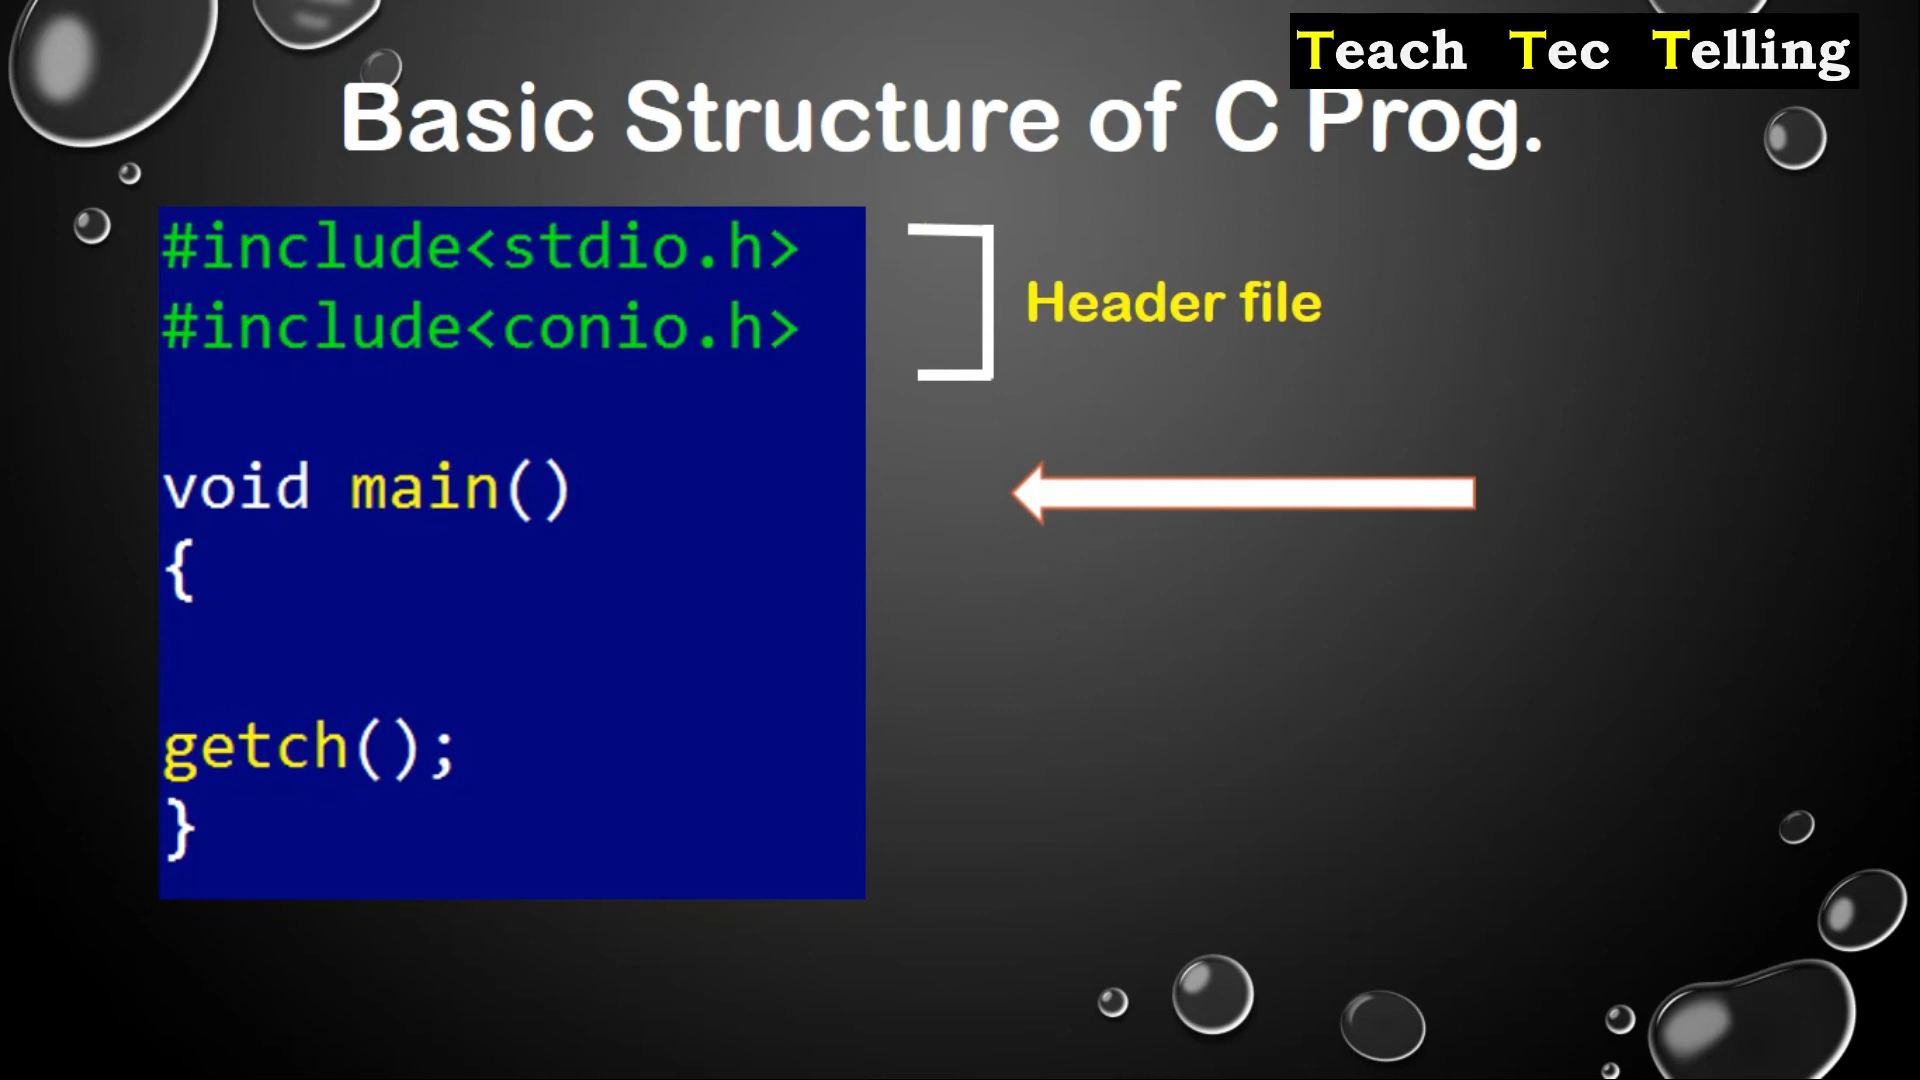 Teach Tec Telling
Basic Structure of C Prog.
#include<stdio.h>
#include<conio.h>
Header file
void main()
{
getch();
}